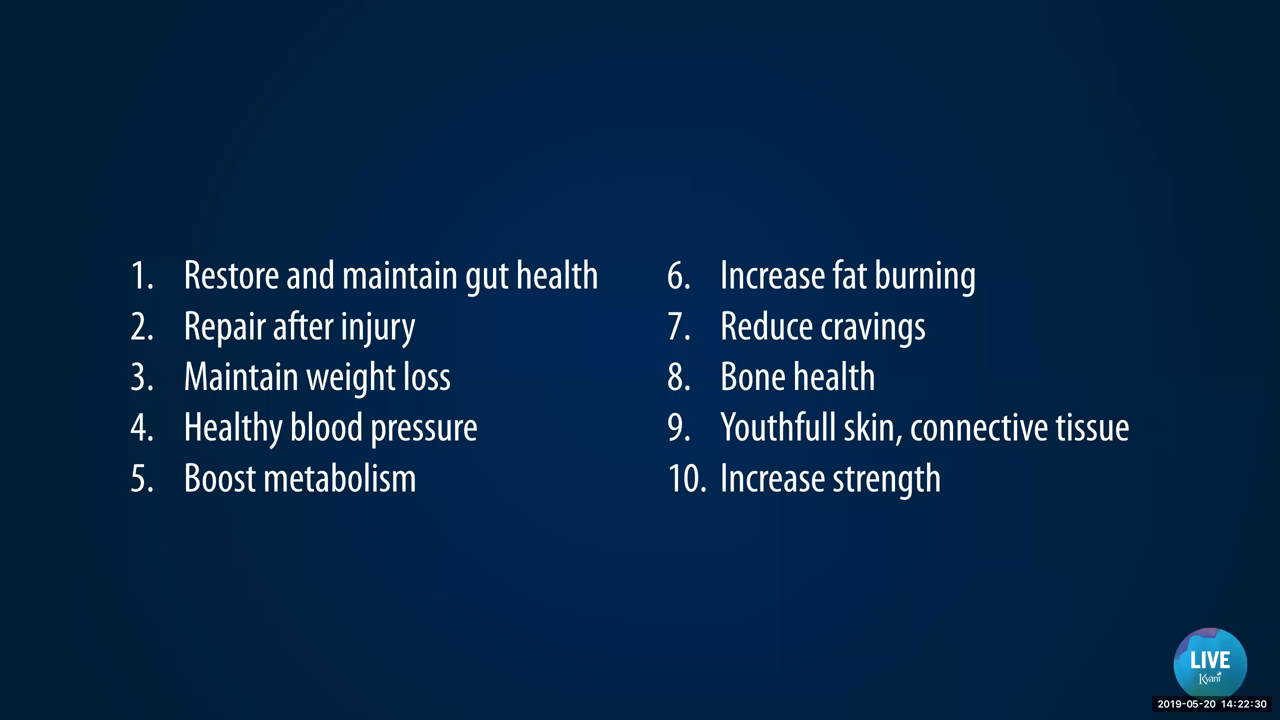 1. Restore and maintain gut health
2. Repair after injury
3. Maintain weight loss
4. Healthy blood pressure
5. Boost metabolism
6. Increase fat burning
7. Reduce cravings
8. Bone health
9. Youthfull skin, connective tissue
10. Increase strength
LIVE
Kyäni
2019-05-20 14:22:30